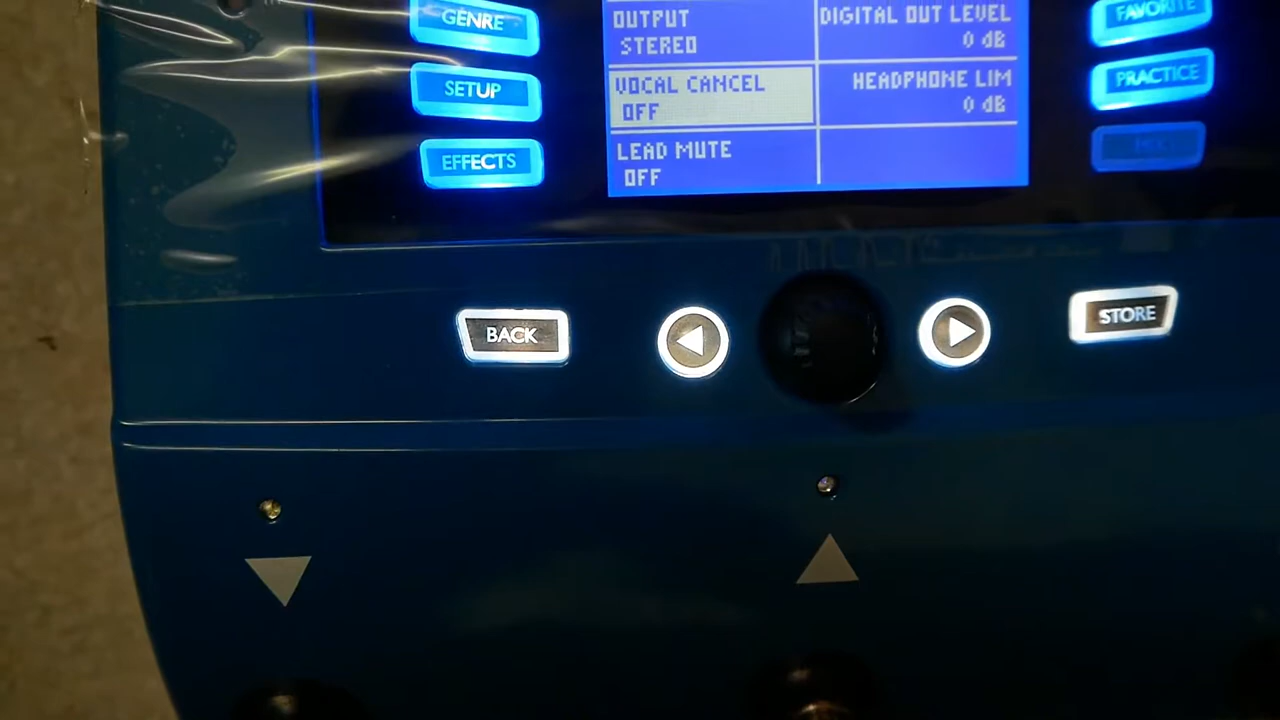 GENRE
SETUP
EFFECTS
OUTPUT
STEREO
DIGITAL OUT LEVEL
0 dB
VOCAL CANCEL
OFF
HEADPHONE LIM
0 dB
LEAD MUTE
OFF
FAVORITE
PRACTICE
BACK
STORE